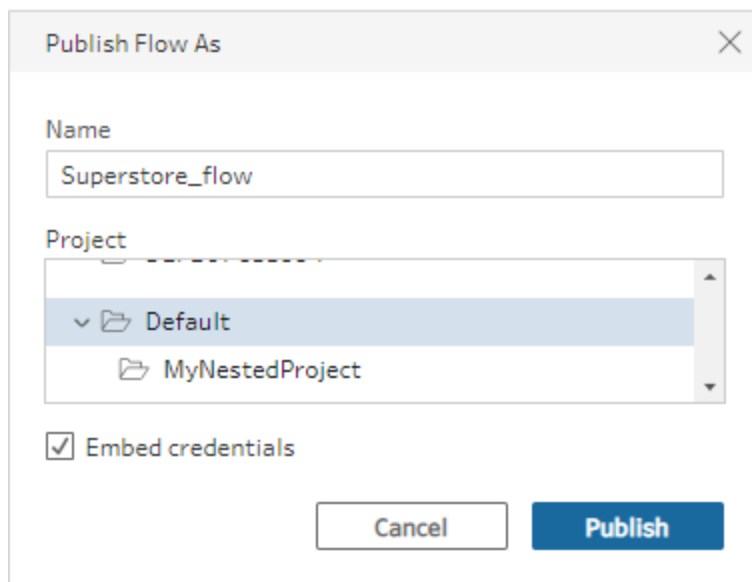 Publish Flow As
Name
Superstore_flow
Project
Default
MyNestedProject
Embed credentials
Cancel
Publish